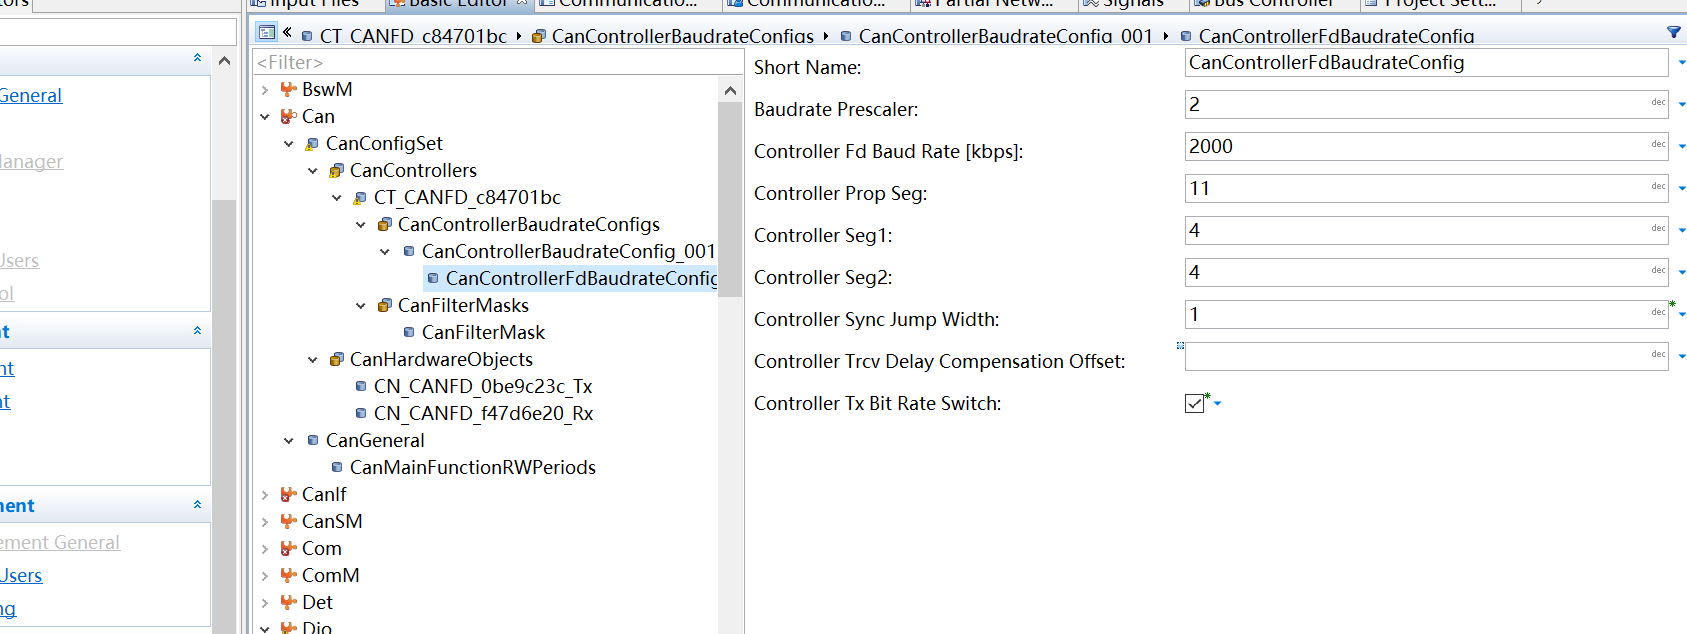 Input Files
Basic Editor
Communicatio...
Communicatio...
Partial Netw...
Signals
Bus Controller
Project Sett...
General
Manager
Users
ol
nt
nt
nt
ment
ement General
Users
ng
« CT_CANFD_c84701bc
CanControllerBaudrateConfigs
CanControllerBaudrateConfig_001
CanControllerFdBaudrateConfig
<Filter>
BswM
Can
CanConfigSet
CanControllers
CT_CANFD_c84701bc
CanControllerBaudrateConfigs
CanControllerBaudrateConfig_001
CanControllerFdBaudrateConfig
CanFilterMasks
CanFilterMask
CanHardwareObjects
CN_CANFD_0be9c23c_Tx
CN_CANFD_f47d6e20_Rx
CanGeneral
CanMainFunctionRWPeriods
CanIf
CanSM
Com
ComM
Det
Dio
Short Name: CanControllerFdBaudrateConfig
Baudrate Prescaler: 2 dec
Controller Fd Baud Rate [kbps]: 2000 dec
Controller Prop Seg: 11 dec
Controller Seg1: 4 dec
Controller Seg2: 4 dec
Controller Sync Jump Width: 1 dec *
Controller Trcv Delay Compensation Offset: dec
Controller Tx Bit Rate Switch: *